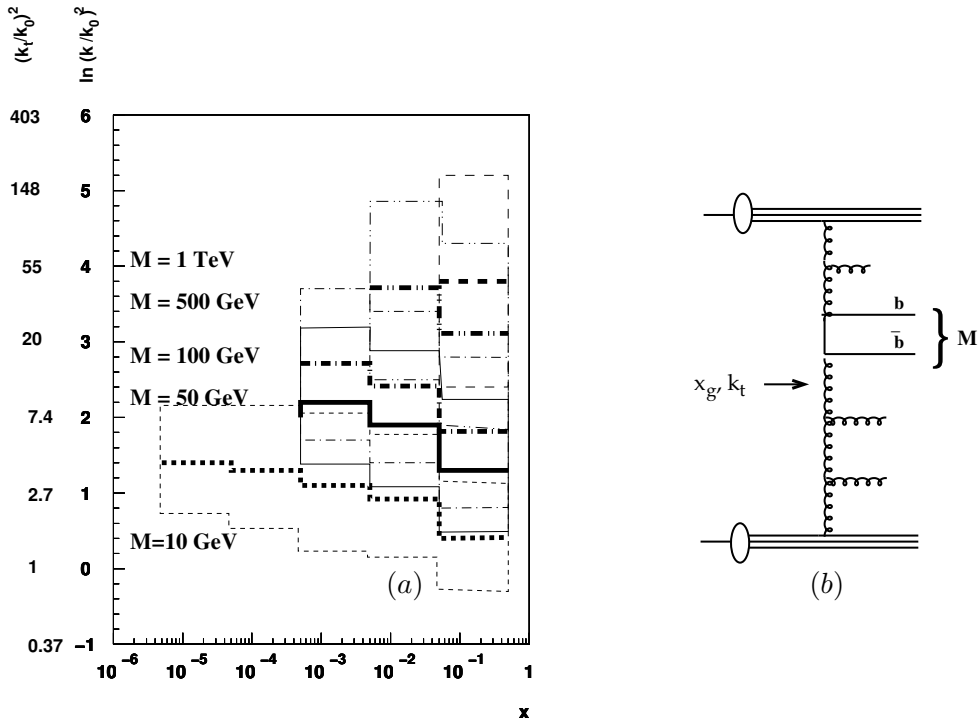 (k_t/k_0)^2
ln (k /k_0)^2
403
148
55
20
7.4
2.7
1
0.37
6
5
4
3
2
1
0
−1
M = 1 TeV
M = 500 GeV
M = 100 GeV
M = 50 GeV
M=10 GeV
(a)
10^−6
10^−5
10^−4
10^−3
10^−2
10^−1
1
x
b
b̄
} M
x_g, k_t
(b)